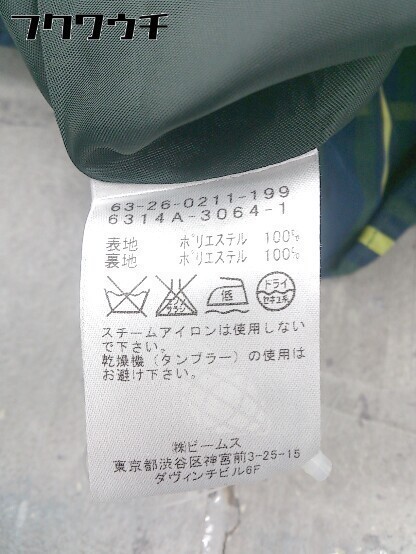 フクワウチ
63-26-0211-199
6314A-3064-1
表地 ポリエステル 100%
裏地 ポリエステル 100%
エンソサラシ 低 ドライ セキユ系
スチームアイロンは使用しない
で下さい。
乾燥機（タンブラー）の使用は
お避け下さい。
㈱ビームス
東京都渋谷区神宮前3-25-15
ダヴィンチビル6F